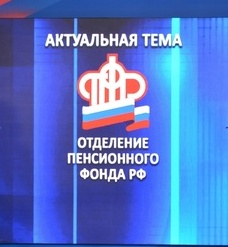 АКТУАЛЬНАЯ ТЕМА
ОТДЕЛЕНИЕ
ПЕНСИОННОГО
ФОНДА РФ